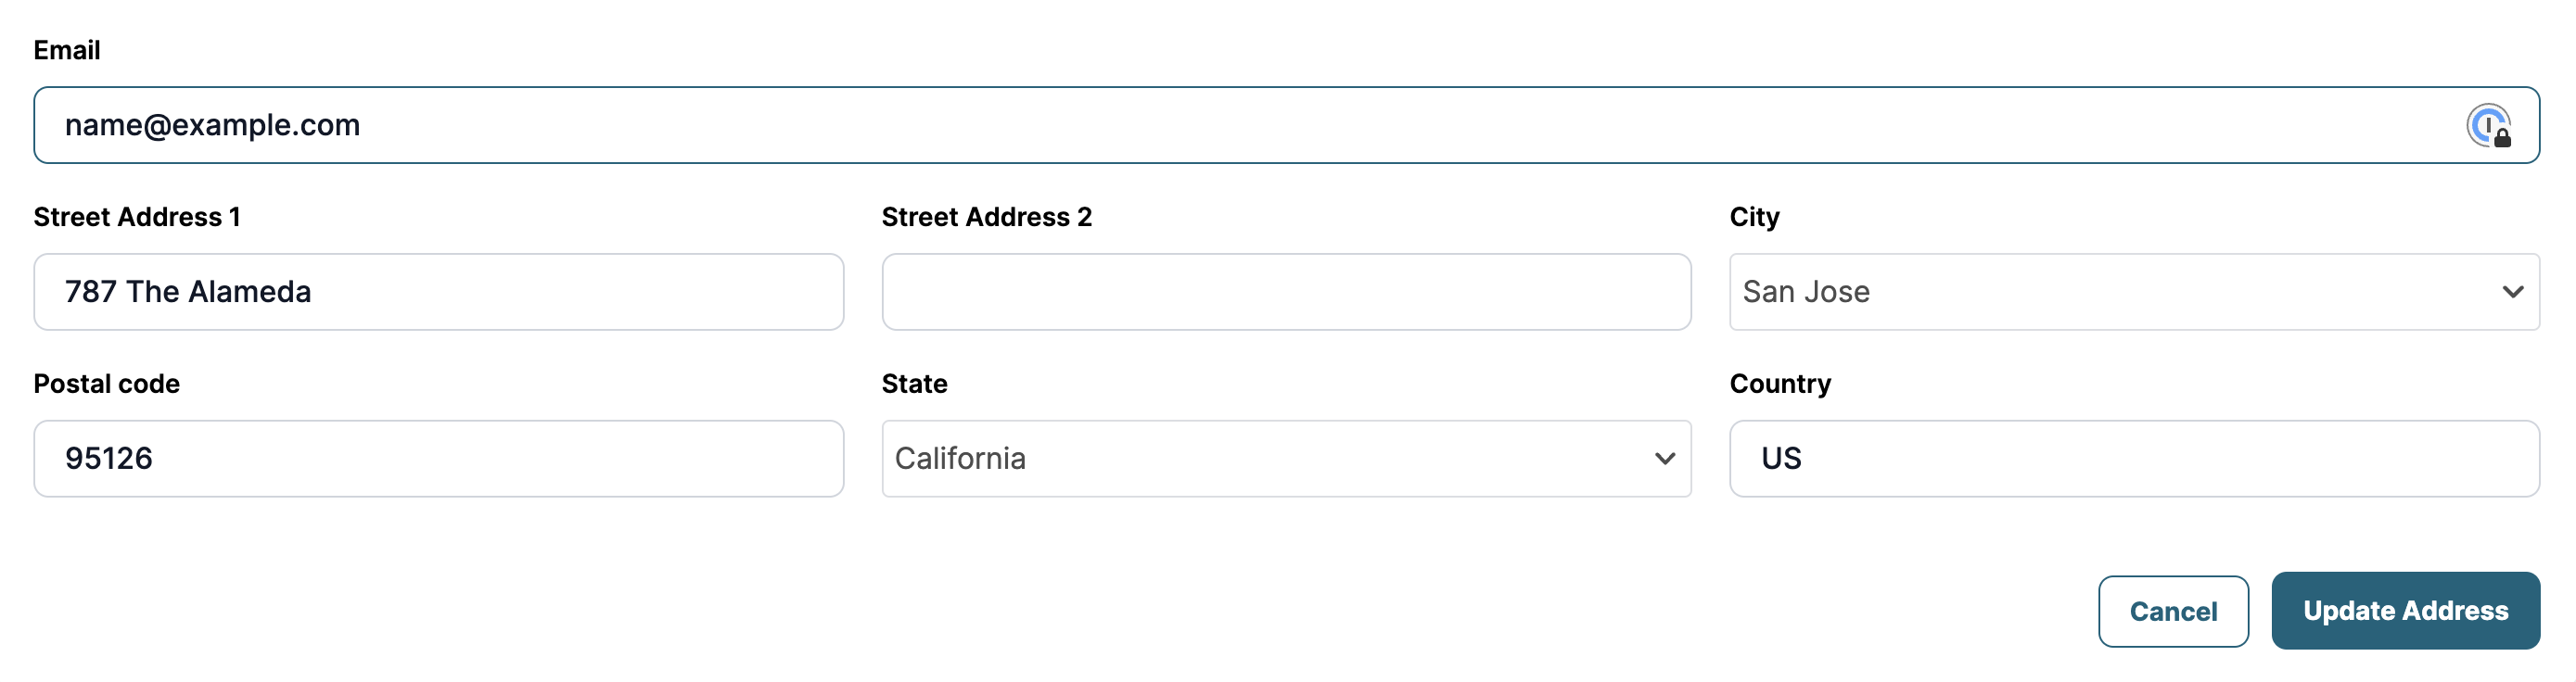 Email
name@example.com
Street Address 1
Street Address 2
City
787 The Alameda
San Jose
Postal code
State
Country
95126
California
US
Cancel
Update Address